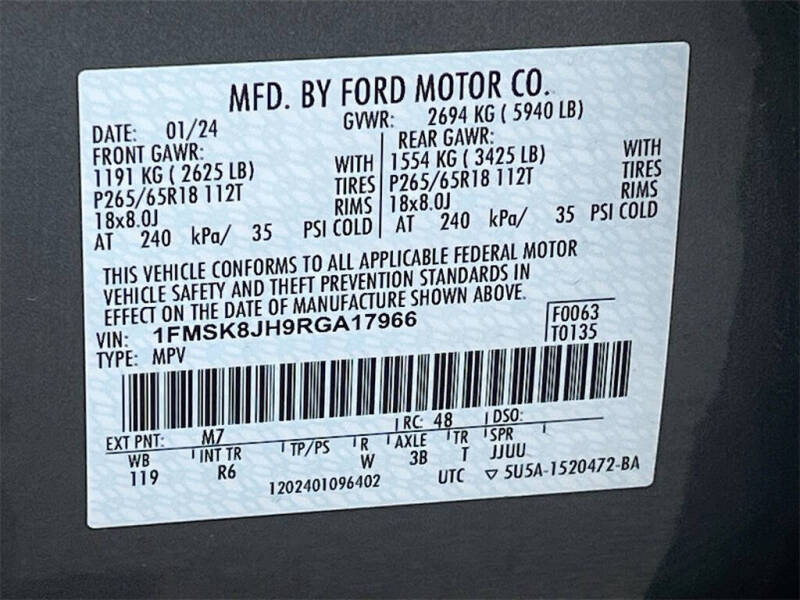 MFD. BY FORD MOTOR CO.
DATE: 01/24 GVWR: 2694 KG ( 5940 LB)
FRONT GAWR: REAR GAWR:
1191 KG ( 2625 LB) WITH 1554 KG ( 3425 LB) WITH
P265/65R18 112T TIRES P265/65R18 112T TIRES
18x8.0J RIMS 18x8.0J RIMS
AT 240 kPa/ 35 PSI COLD AT 240 kPa/ 35 PSI COLD
THIS VEHICLE CONFORMS TO ALL APPLICABLE FEDERAL MOTOR
VEHICLE SAFETY AND THEFT PREVENTION STANDARDS IN
EFFECT ON THE DATE OF MANUFACTURE SHOWN ABOVE.
VIN: 1FMSK8JH9RGA17966 F0063
TYPE: MPV T0135
EXT PNT: M7 RC: 48 DSO:
WB INT TR TP/PS R AXLE TR SPR
119 R6 W 3B T JJUU
1202401096402 UTC ▽ 5U5A-1520472-BA